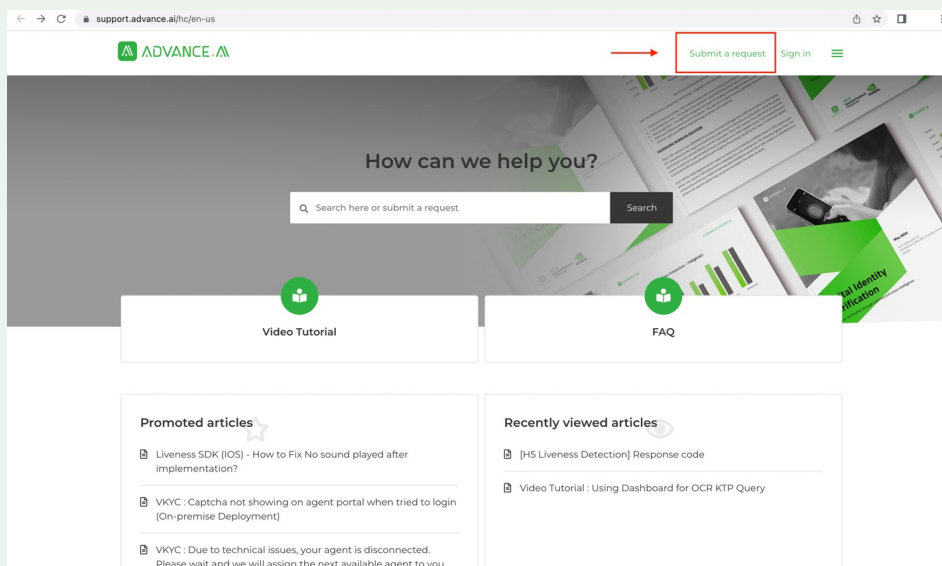 support.advance.ai/hc/en-us
ADVANCE.AI
Submit a request
Sign in
How can we help you?
Search here or submit a request
Search
Video Tutorial
FAQ
Promoted articles
Liveness SDK (IOS) - How to Fix No sound played after
implementation?
VKYC : Captcha not showing on agent portal when tried to login
(On-premise Deployment)
VKYC : Due to technical issues, your agent is disconnected.
Please wait and we will assign the next available agent to you
Recently viewed articles
[H5 Liveness Detection] Response code
Video Tutorial : Using Dashboard for OCR KTP Query